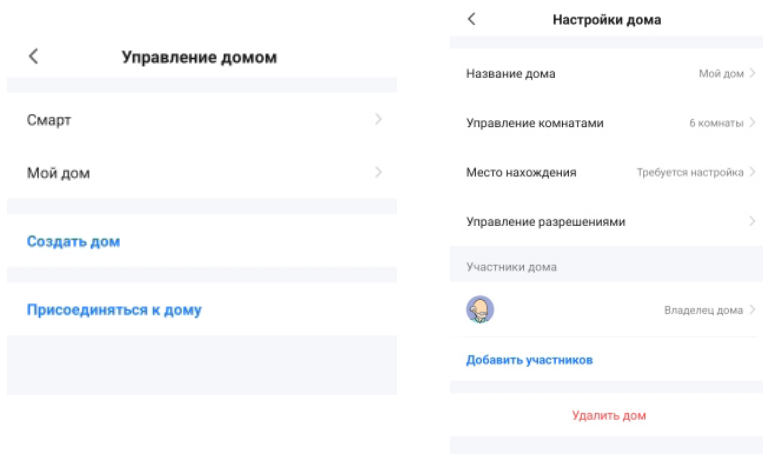 Управление домом
Смарт
Мой дом
Создать дом
Присоединяться к дому
Настройки дома
Название дома Мой дом
Управление комнатами 6 комнаты
Место нахождения Требуется настройка
Управление разрешениями
Участники дома
Владелец дома
Добавить участников
Удалить дом